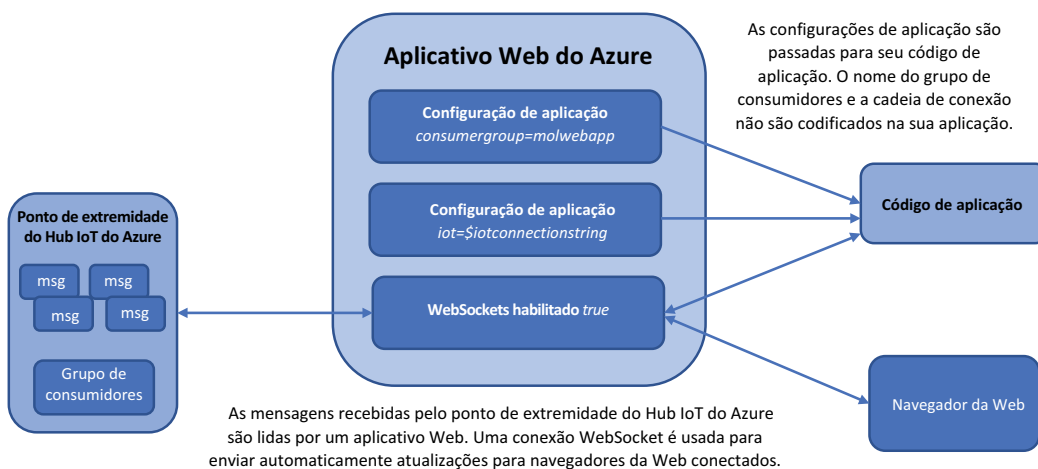 Aplicativo Web do Azure
Configuração de aplicação
consumergroup=molwebapp
Configuração de aplicação
iot=$iotconnectionstring
WebSockets habilitado true
As configurações de aplicação são
passadas para seu código de
aplicação. O nome do grupo de
consumidores e a cadeia de conexão
não são codificados na sua aplicação.
Código de aplicação
Ponto de extremidade
do Hub IoT do Azure
msg
msg
msg
msg
Grupo de
consumidores
Navegador da Web
As mensagens recebidas pelo ponto de extremidade do Hub IoT do Azure
são lidas por um aplicativo Web. Uma conexão WebSocket é usada para
enviar automaticamente atualizações para navegadores da Web conectados.